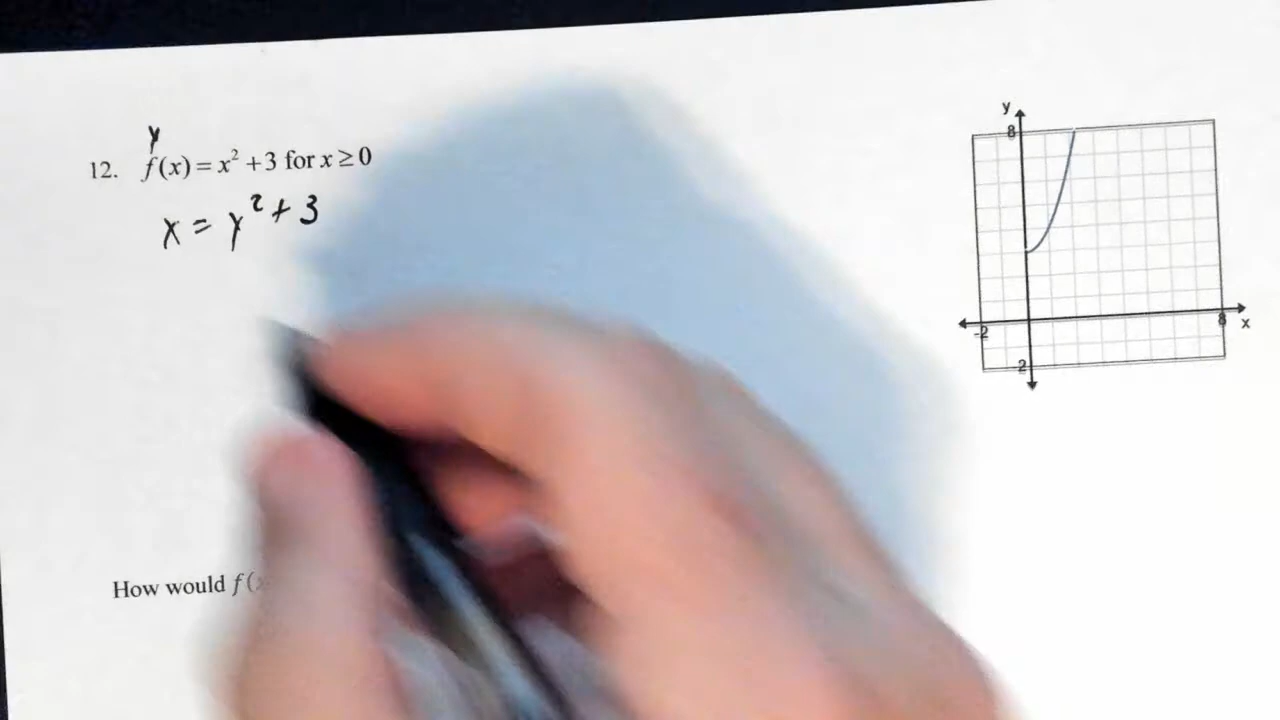 y
12. f(x) = x² + 3 for x ≥ 0
x = y² + 3
How would f(
y
8
-2
8
x
-2